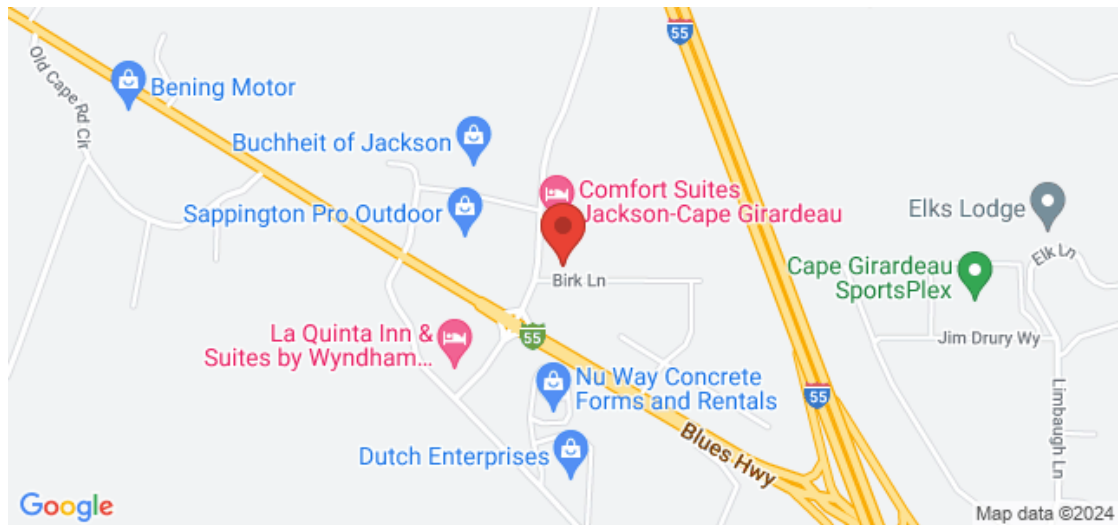 55
Old Cape Rd Cir
Bening Motor
Buchheit of Jackson
Comfort Suites
Jackson-Cape Girardeau
Sappington Pro Outdoor
Elks Lodge
Elk Ln
Cape Girardeau
SportsPlex
Birk Ln
55
La Quinta Inn &
Suites by Wyndham...
Jim Drury Wy
Nu Way Concrete
Forms and Rentals
55
Limbaugh Ln
Blues Hwy
Dutch Enterprises
Google
Map data ©2024